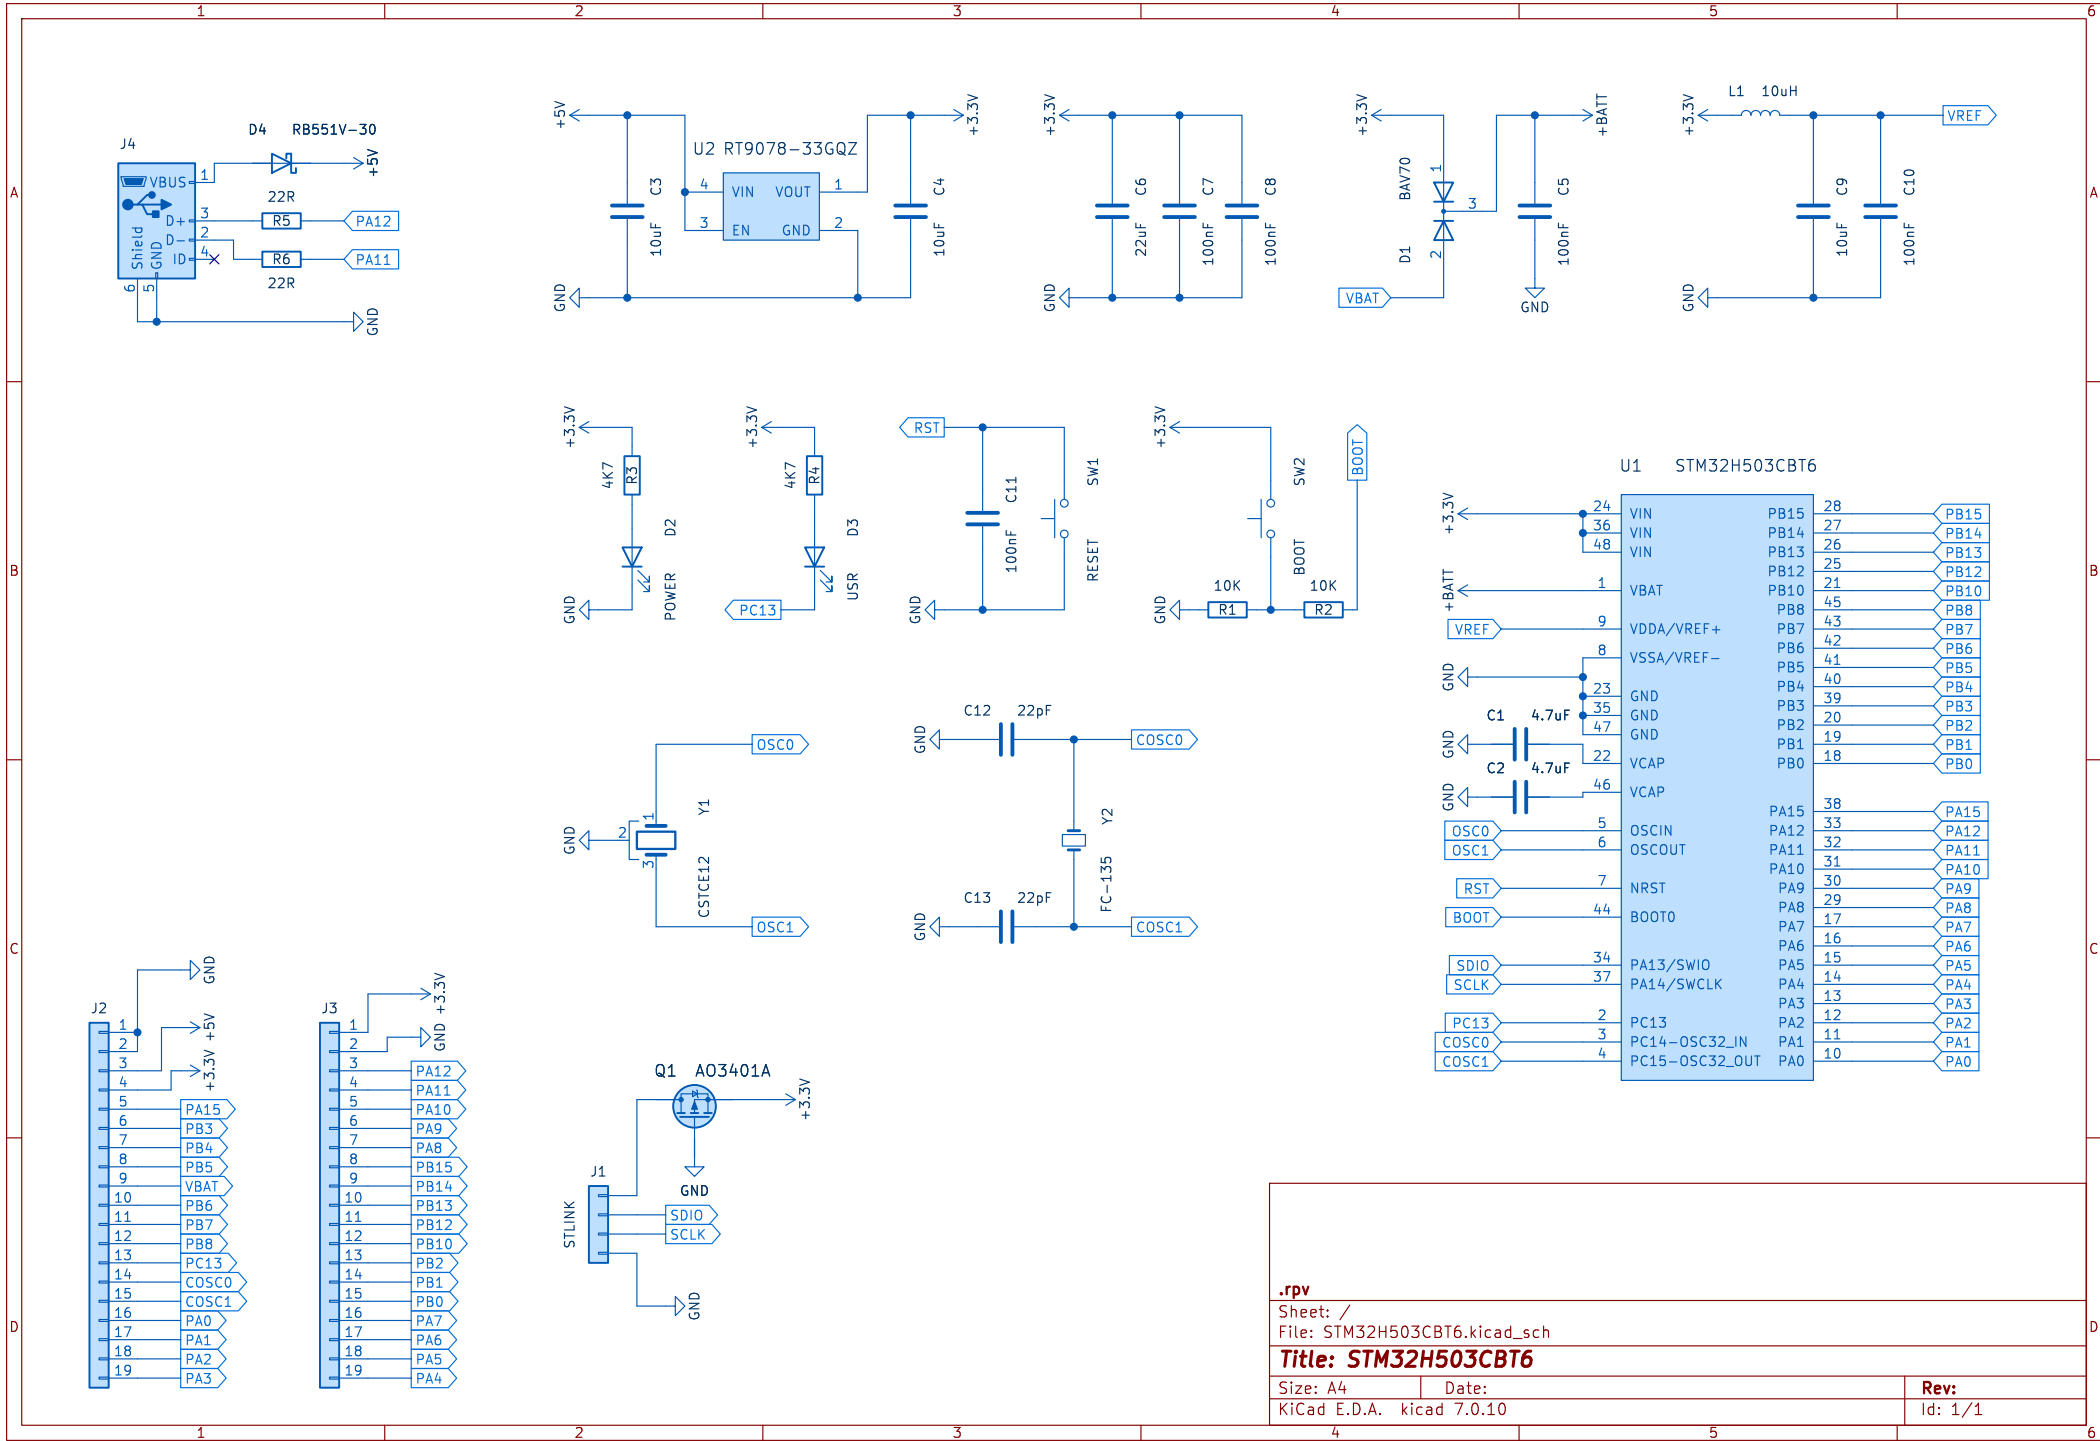 1 2 3 4 5 6
A
B
C
D
J4
D4 RB551V-30
VBUS 1
+5V
22R
D+ 3 R5 PA12
D- 2
ID 4 R6 PA11
22R
Shield
GND
6 5
GND
+5V
U2 RT9078-33GQZ
4 VIN VOUT 1
3 EN GND 2
C3
10uF
C4
10uF
+3.3V
GND
+3.3V
C6
22uF
C7
100nF
C8
100nF
GND
+3.3V
BAV70
1
3
2
D1
VBAT
+BATT
C5
100nF
GND
L1 10uH
+3.3V
VREF
C9
10uF
C10
100nF
GND
+3.3V
4K7
R3
D2
POWER
GND
+3.3V
4K7
R4
D3
USR
PC13
RST
C11
100nF
SW1
RESET
GND
+3.3V
SW2
BOOT
BOOT
10K 10K
GND R1 R2
U1 STM32H503CBT6
+3.3V
24 VIN
36 VIN
48 VIN
+BATT
1 VBAT
VREF 9 VDDA/VREF+
8 VSSA/VREF-
GND
23 GND
35 GND
47 GND
C1 4.7uF
GND
22 VCAP
C2 4.7uF
GND
46 VCAP
OSC0 5 OSCIN
OSC1 6 OSCOUT
RST 7 NRST
BOOT 44 BOOT0
SDIO 34 PA13/SWIO
SCLK 37 PA14/SWCLK
PC13 2 PC13
COSC0 3 PC14-OSC32_IN
COSC1 4 PC15-OSC32_OUT
PB15 28 PB15
PB14 27 PB14
PB13 26 PB13
PB12 25 PB12
PB10 21 PB10
PB8 45 PB8
PB7 43 PB7
PB6 42 PB6
PB5 41 PB5
PB4 40 PB4
PB3 39 PB3
PB2 20 PB2
PB1 19 PB1
PB0 18 PB0
PA15 38 PA15
PA12 33 PA12
PA11 32 PA11
PA10 31 PA10
PA9 30 PA9
PA8 29 PA8
PA7 17 PA7
PA6 16 PA6
PA5 15 PA5
PA4 14 PA4
PA3 13 PA3
PA2 12 PA2
PA1 11 PA1
PA0 10 PA0
OSC0
Y1
1
GND 2
3
CSTCE12
OSC1
C12 22pF
GND COSC0
Y2
FC-135
C13 22pF
GND COSC1
J2
GND
+5V
+3.3V
1
2
3
4
5 PA15
6 PB3
7 PB4
8 PB5
9 VBAT
10 PB6
11 PB7
12 PB8
13 PC13
14 COSC0
15 COSC1
16 PA0
17 PA1
18 PA2
19 PA3
J3
+3.3V
GND
1
2
3 PA12
4 PA11
5 PA10
6 PA9
7 PA8
8 PB15
9 PB14
10 PB13
11 PB12
12 PB10
13 PB2
14 PB1
15 PB0
16 PA7
17 PA6
18 PA5
19 PA4
Q1 AO3401A
+3.3V
GND
J1
STLINK
SDIO
SCLK
GND
.rpv
Sheet: /
File: STM32H503CBT6.kicad_sch
Title: STM32H503CBT6
Size: A4 Date: Rev:
KiCad E.D.A. kicad 7.0.10 Id: 1/1
A
B
C
D
1 2 3 4 5 6